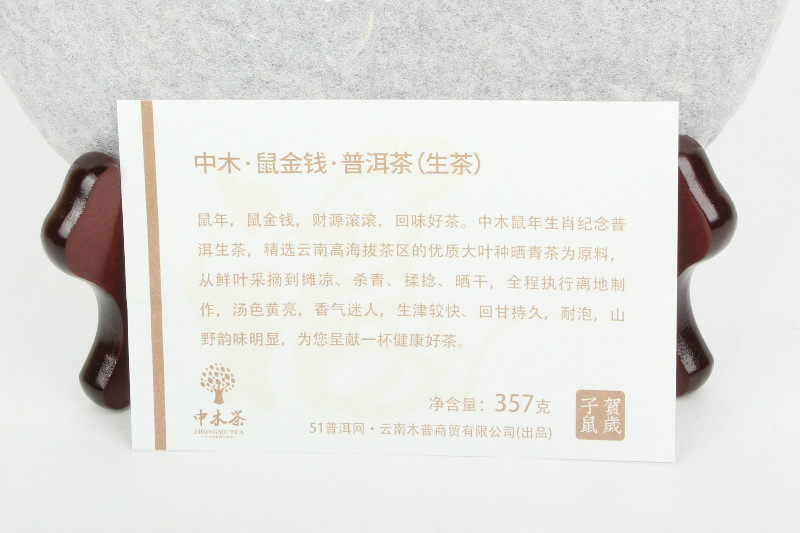 中木·鼠金钱·普洱茶（生茶）
鼠年，鼠金钱，财源滚滚，回味好茶。中木鼠年生肖纪念普
洱生茶，精选云南高海拔茶区的优质大叶种晒青茶为原料，
从鲜叶采摘到摊凉、杀青、揉捻、晒干，全程执行离地制
作，汤色黄亮，香气迷人，生津较快、回甘持久，耐泡，山
野韵味明显，为您呈献一杯健康好茶。
中木茶
ZHONGMU TEA
净含量：357克
51普洱网·云南木普商贸有限公司(出品)
賀歲
子鼠